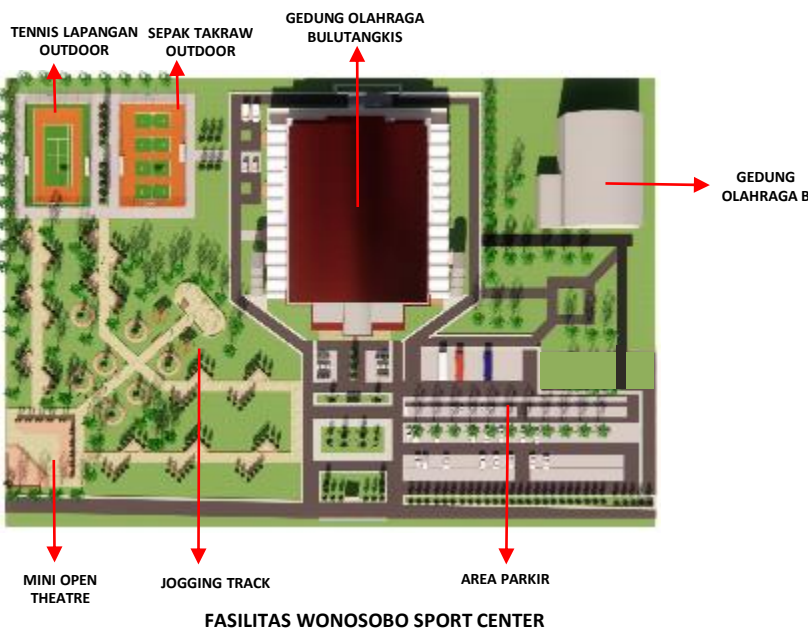 TENNIS LAPANGAN
OUTDOOR
SEPAK TAKRAW
OUTDOOR
GEDUNG OLAHRAGA
BULUTANGKIS
GEDUNG
OLAHRAGA B
MINI OPEN
THEATRE
JOGGING TRACK
AREA PARKIR
FASILITAS WONOSOBO SPORT CENTER